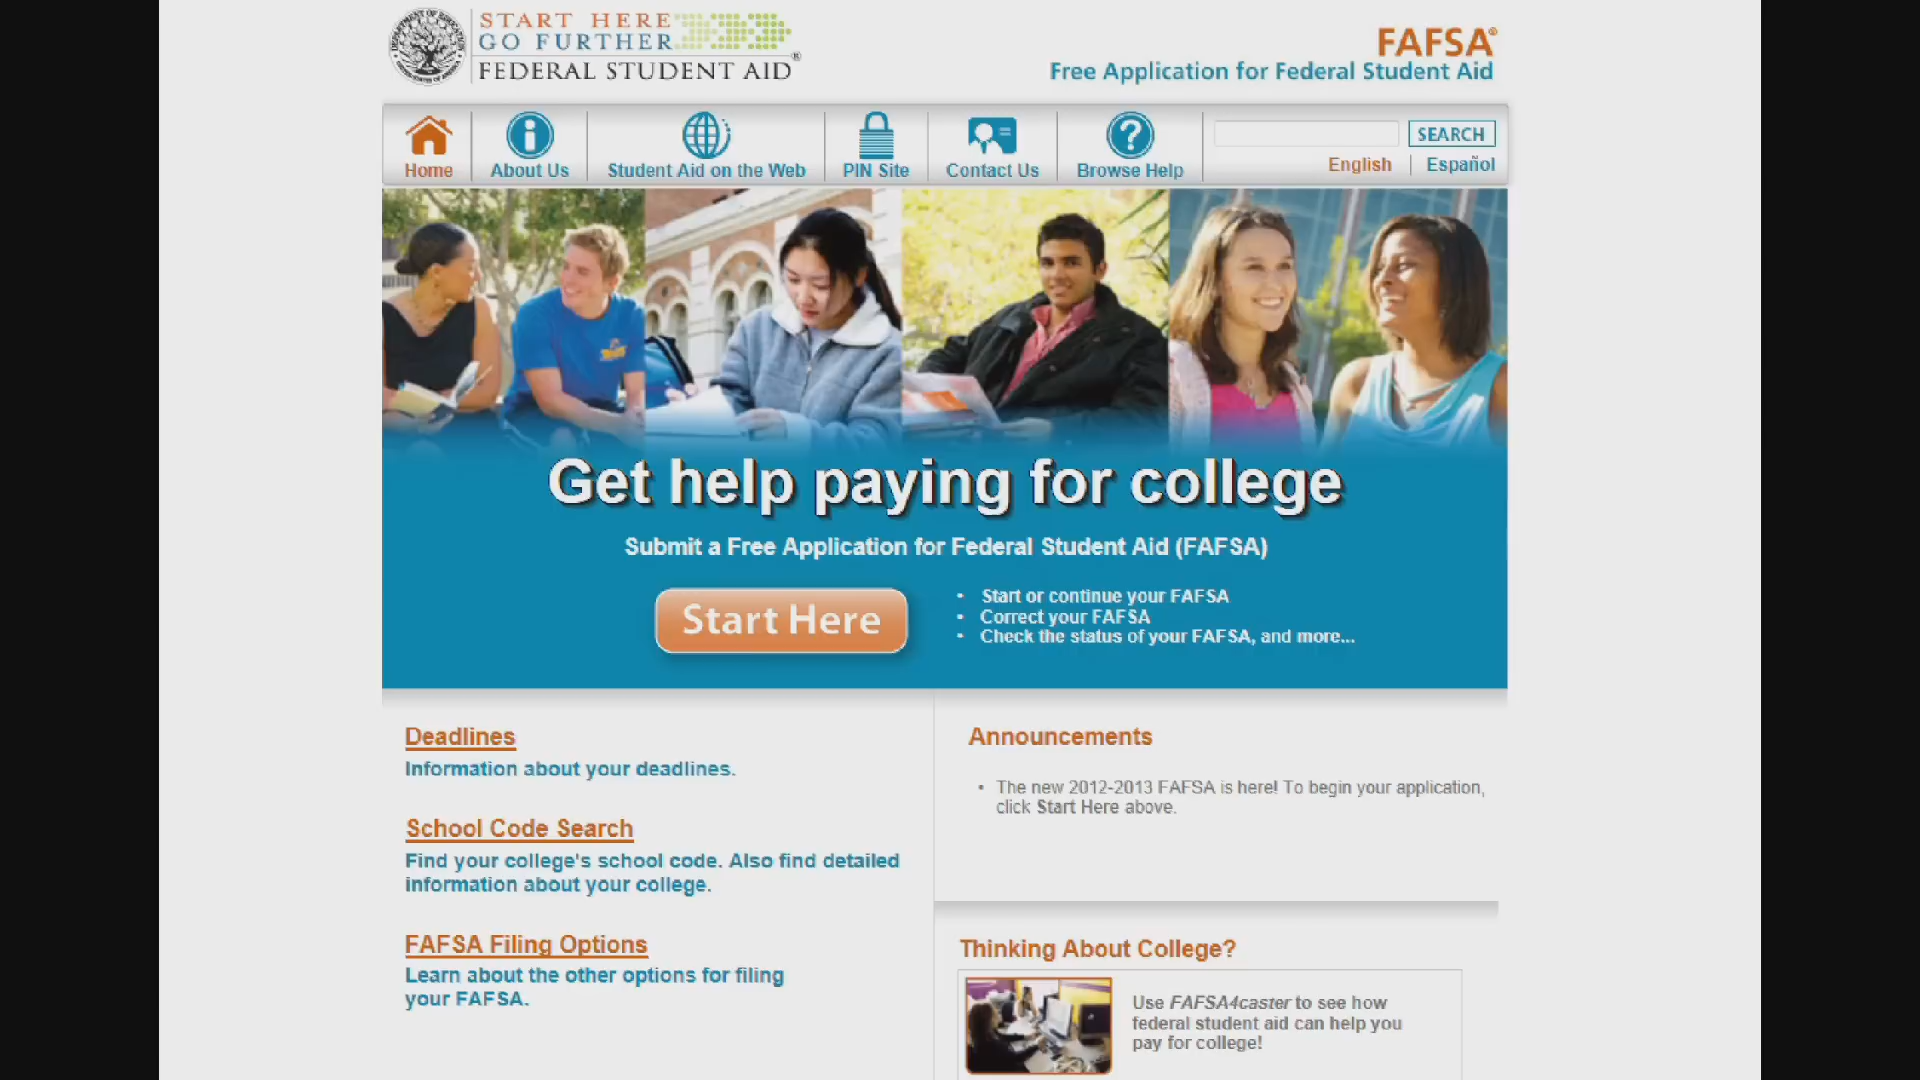 START HERE
GO FURTHER
FEDERAL STUDENT AID®
FAFSA®
Free Application for Federal Student Aid
Home
About Us
Student Aid on the Web
PIN Site
Contact Us
Browse Help
SEARCH
English
Español
Get help paying for college
Submit a Free Application for Federal Student Aid (FAFSA)
Start Here
• Start or continue your FAFSA
• Correct your FAFSA
• Check the status of your FAFSA, and more...
Deadlines
Information about your deadlines.
School Code Search
Find your college's school code. Also find detailed
information about your college.
FAFSA Filing Options
Learn about the other options for filing
your FAFSA.
Announcements
• The new 2012-2013 FAFSA is here! To begin your application,
click Start Here above.
Thinking About College?
Use FAFSA4caster to see how
federal student aid can help you
pay for college!